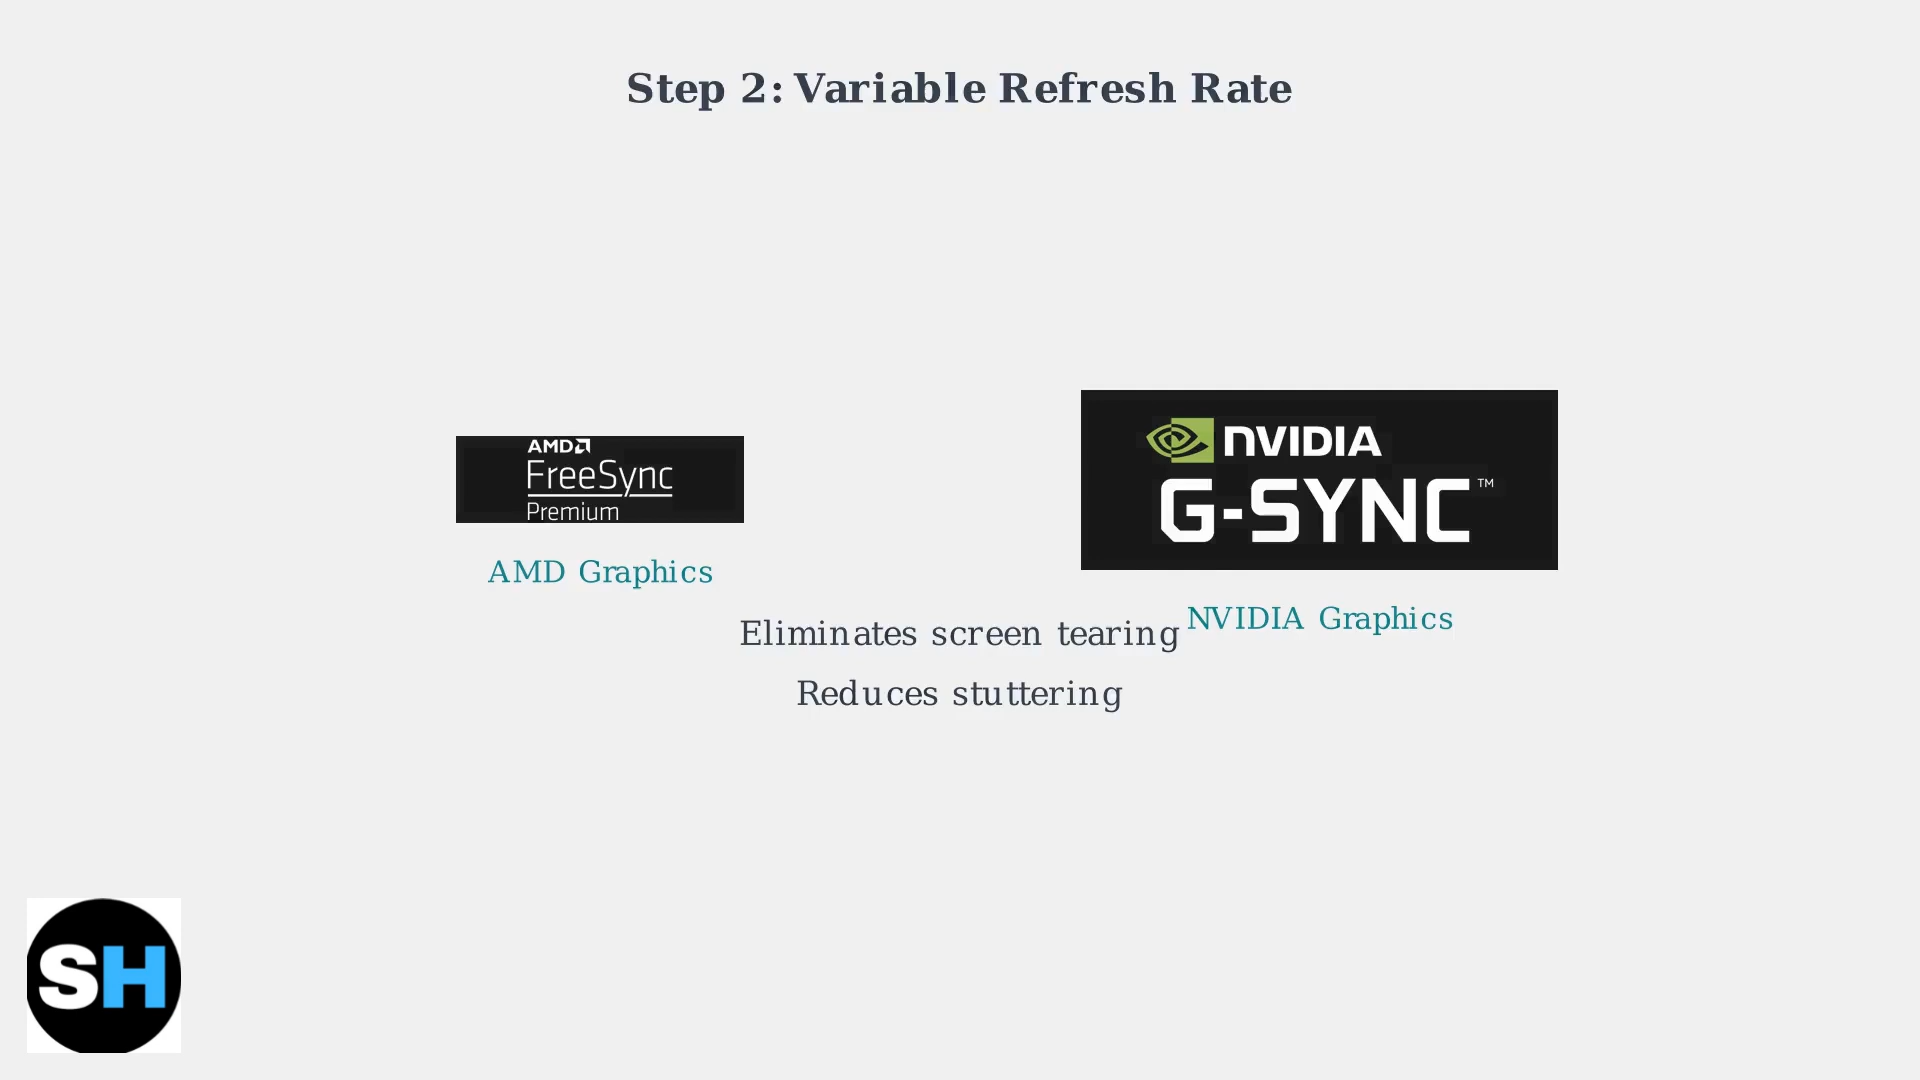 Step 2: Variable Refresh Rate
AMD
FreeSync
Premium
AMD Graphics
NVIDIA
G-SYNC™
NVIDIA Graphics
Eliminates screen tearing
Reduces stuttering
SH